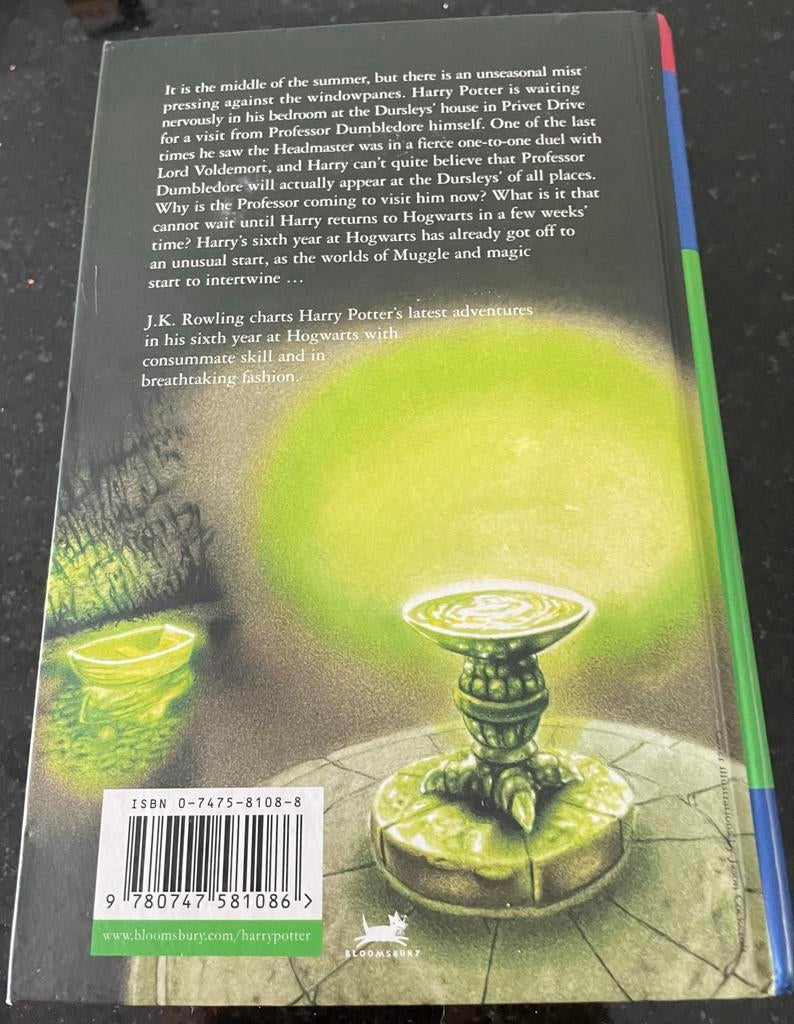 It is the middle of the summer, but there is an unseasonal mist
pressing against the windowpanes. Harry Potter is waiting
nervously in his bedroom at the Dursleys' house in Privet Drive
for a visit from Professor Dumbledore himself. One of the last
times he saw the Headmaster was in a fierce one-to-one duel with
Lord Voldemort, and Harry can't quite believe that Professor
Dumbledore will actually appear at the Dursleys' of all places.
Why is the Professor coming to visit him now? What is it that
cannot wait until Harry returns to Hogwarts in a few weeks'
time? Harry's sixth year at Hogwarts has already got off to
an unusual start, as the worlds of Muggle and magic
start to intertwine ...
J.K. Rowling charts Harry Potter's latest adventures
in his sixth year at Hogwarts with
consummate skill and in
breathtaking fashion.
Cover illustration by Jason
ISBN 0-7475-8108-8
9 780747 581086 >
www.bloomsbury.com/harrypotter
BLOOMSBURY